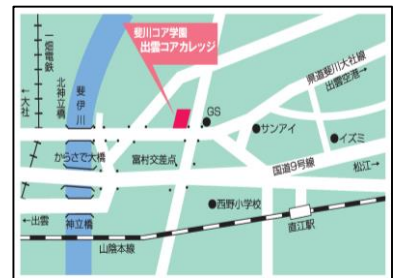 斐川コア学園
出雲コアカレッジ
一畑電鉄
北神立橋
斐伊川
←大社
県道斐川大社線
出雲空港→
GS
サンアイ
イズミ
からさで大橋
富村交差点
国道9号線
松江→
西野小学校
←出雲
神立橋
直江駅
山陰本線